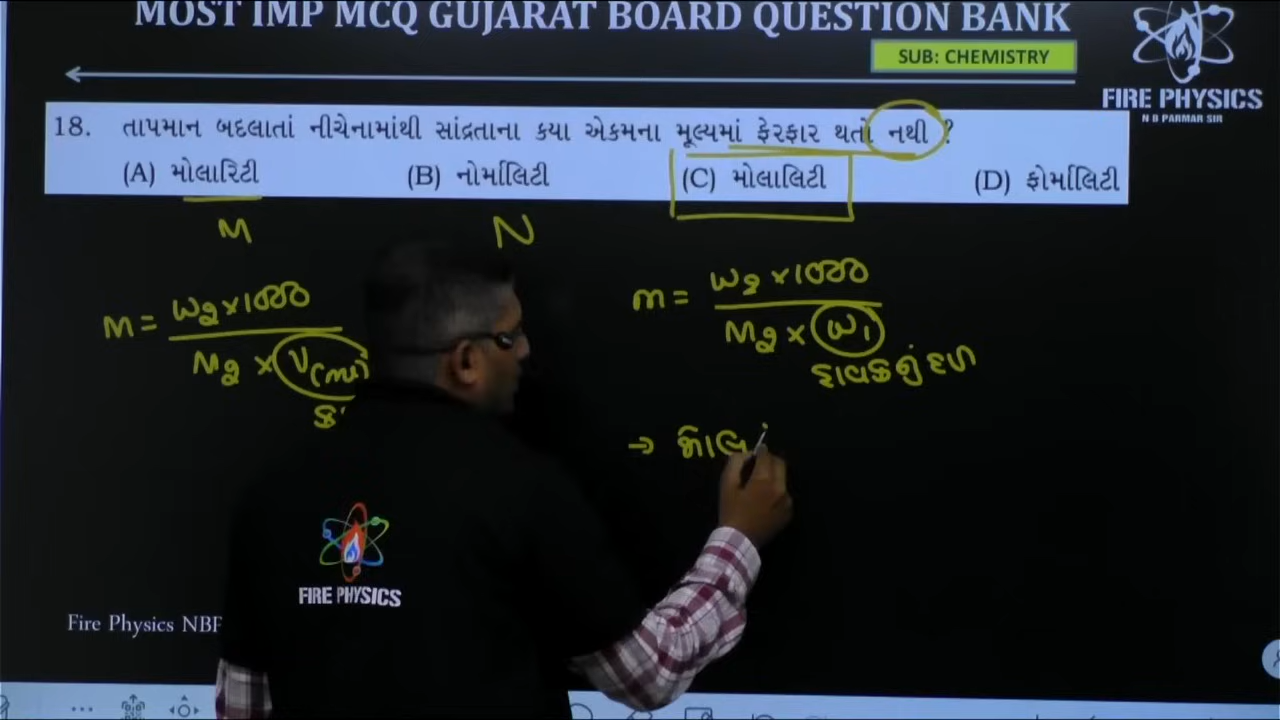 MOST IMP MCQ GUJARAT BOARD QUESTION BANK
SUB: CHEMISTRY
FIRE PHYSICS
N B PARMAR SIR
18. તાપમાન બદલાતાં નીચેનામાંથી સાંદ્રતાના કયા એકમના મૂલ્યમાં ફેરફાર થતો નથી ?
(A) મોલારિટી (B) નોર્માલિટી (C) મોલાલિટી (D) ફોર્માલિટી
M N
M = W2 × 1000
M2 × V(ml)
m = W2 × 1000
M2 × W1
દ્રાવકનું દળ
→
FIRE PHYSICS
Fire Physics NBF